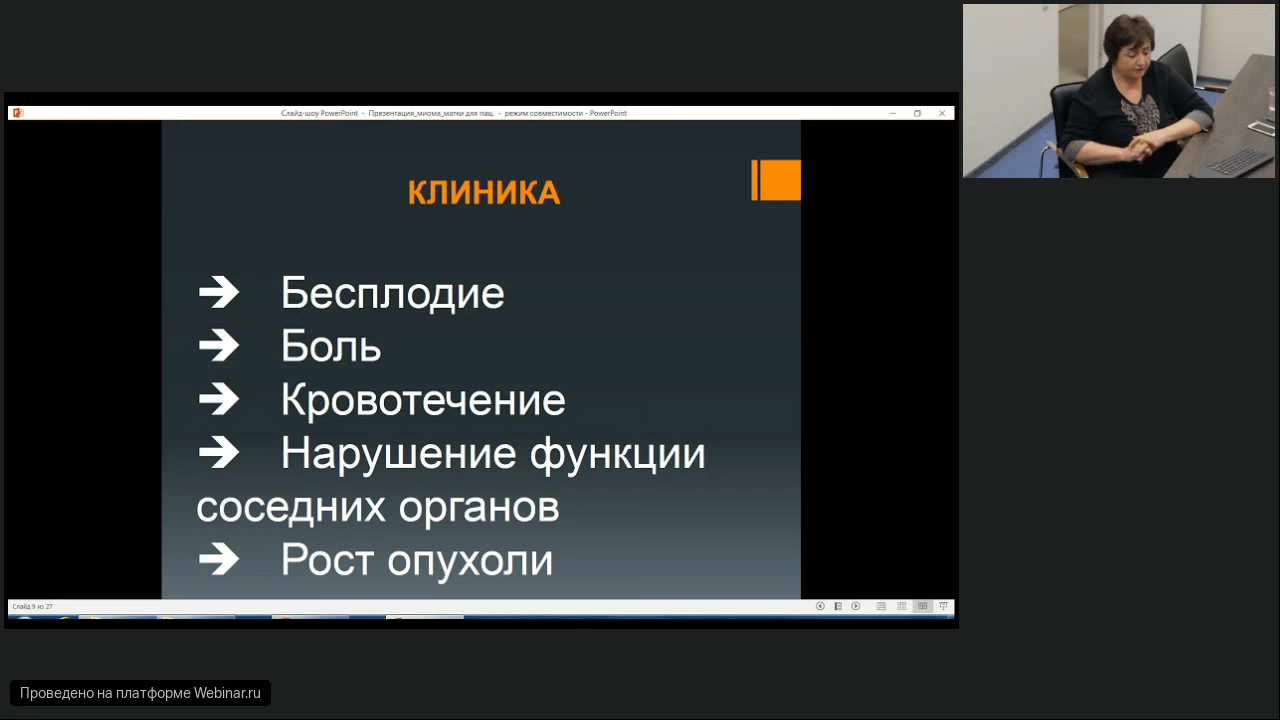 Слайд-шоу PowerPoint - Презентация_миома_матки для пац. - режим совместимости - PowerPoint
КЛИНИКА
Бесплодие
Боль
Кровотечение
Нарушение функции
соседних органов
Рост опухоли
Слайд 9 из 27
Проведено на платформе Webinar.ru